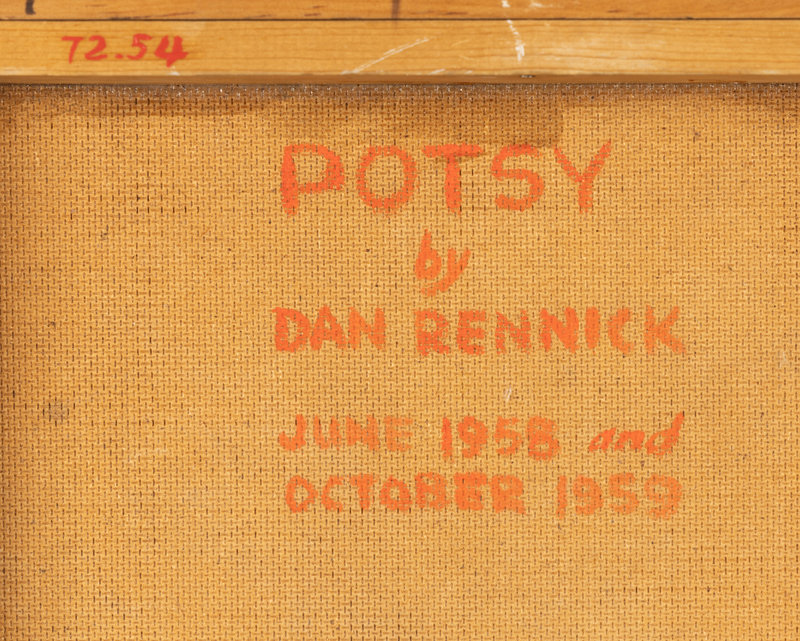 72.54
POTSY
by
DAN RENNICK
JUNE 1958 and
OCTOBER 1959